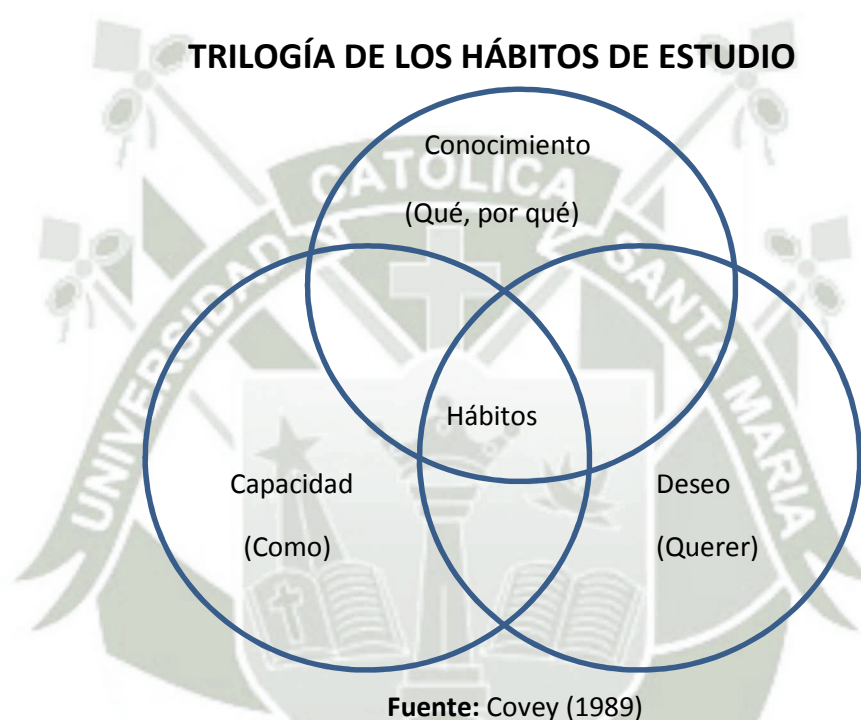 TRILOGÍA DE LOS HÁBITOS DE ESTUDIO
Conocimiento
(Qué, por qué)
Hábitos
Capacidad
(Como)
Deseo
(Querer)
Fuente: Covey (1989)
UNIVERSIDAD CATOLICA SANTA MARIA